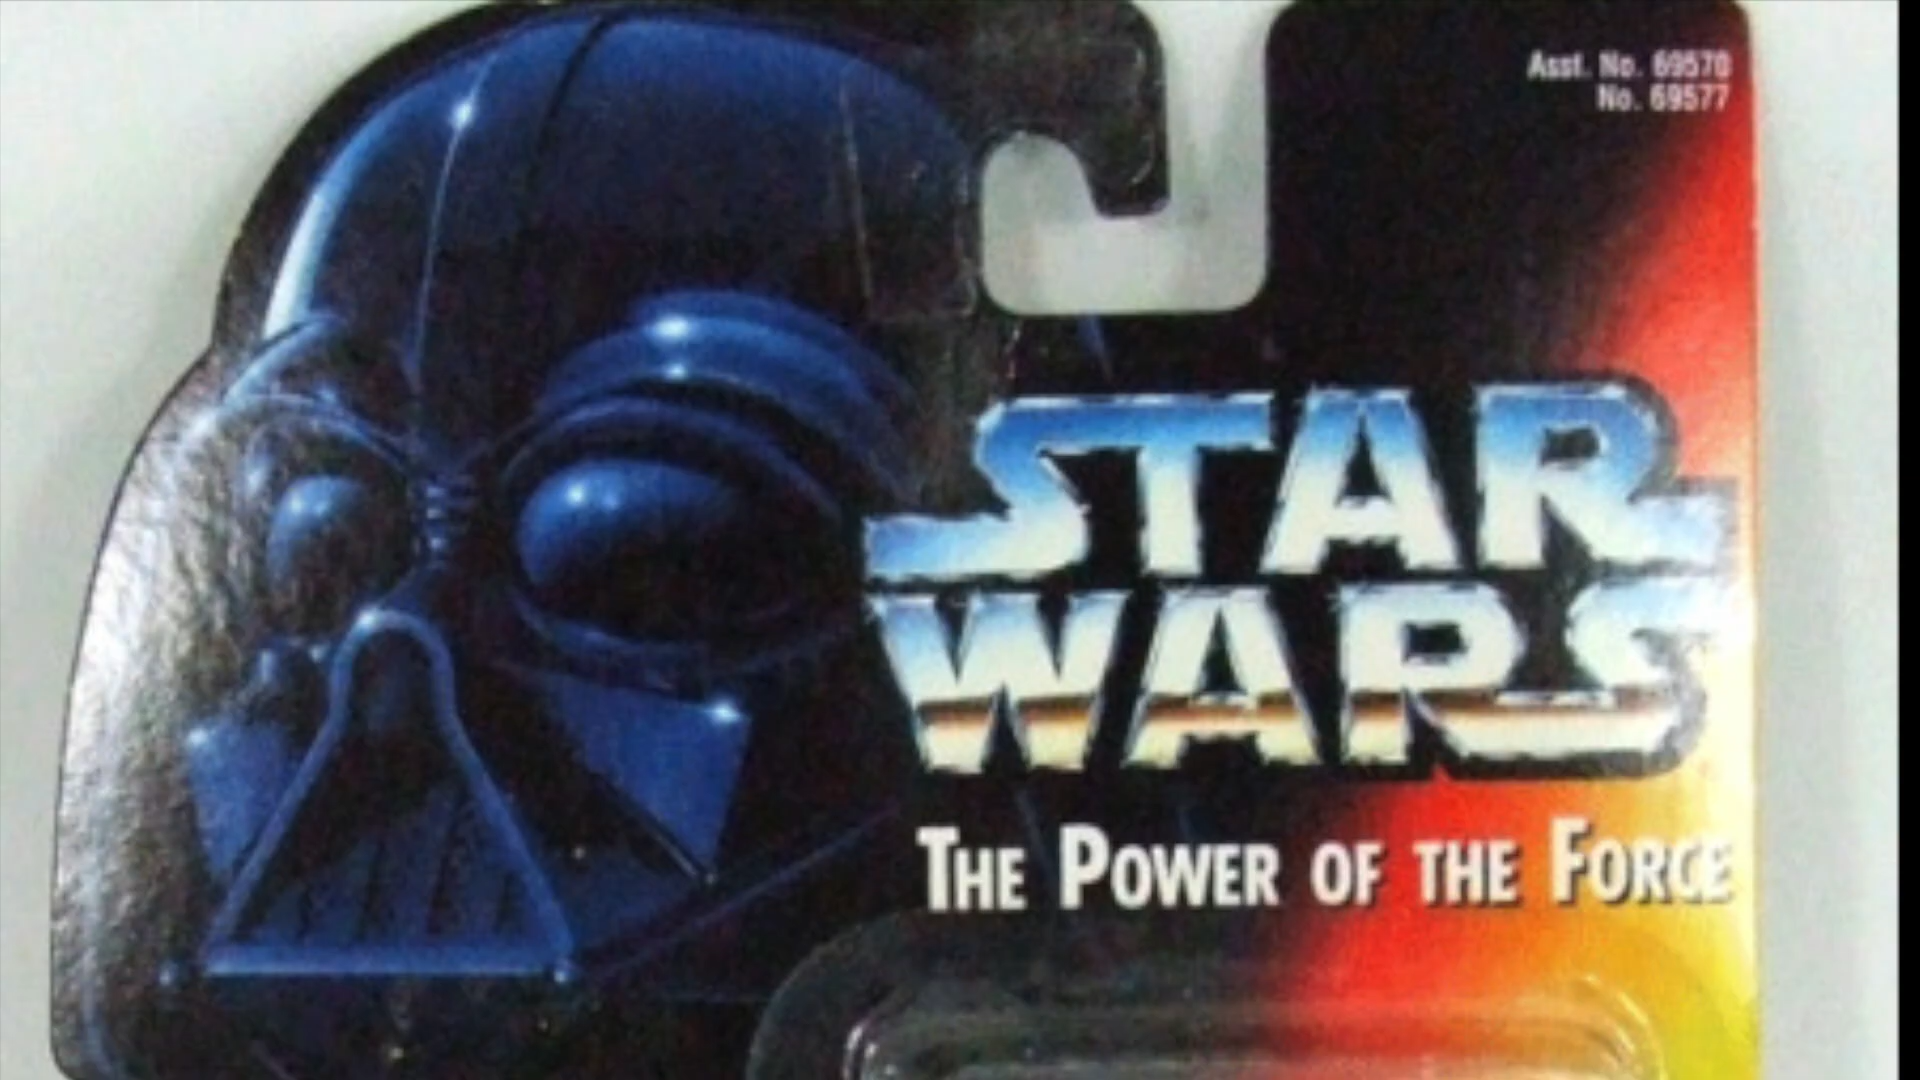 Asst. No. 69570
No. 69577
STAR
WARS
THE POWER OF THE FORCE